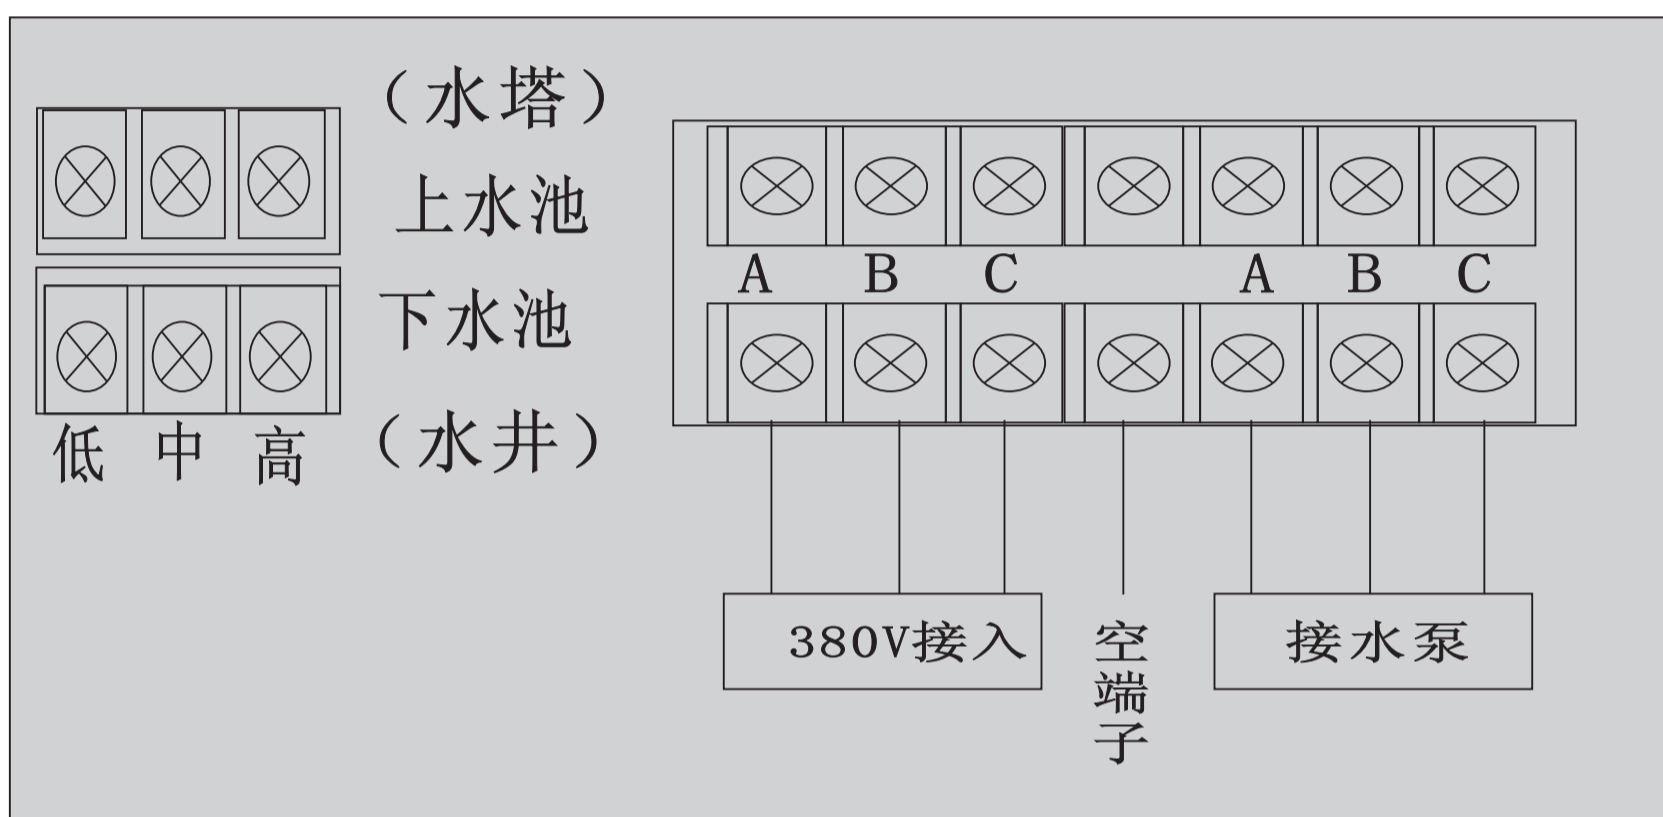 （水塔）
上水池
下水池
（水井）
低 中 高
A B C A B C
380V接入
空端子
接水泵